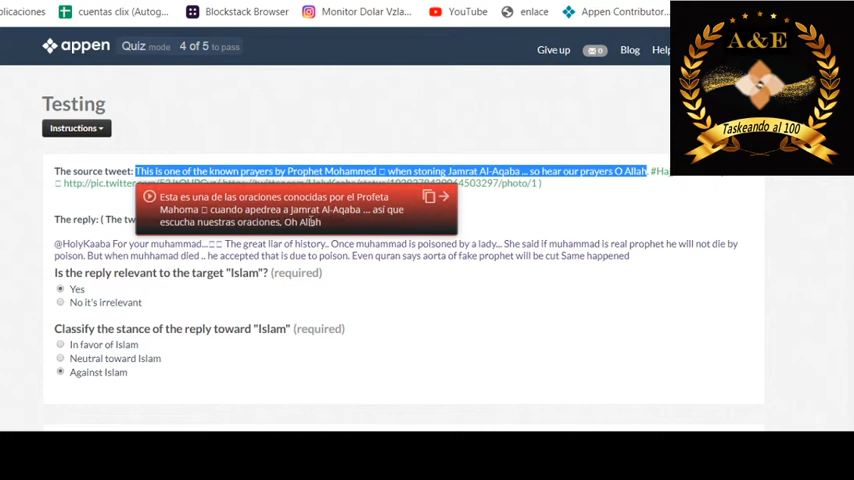 plicaciones cuentas clix (Autog... Blockstack Browser Monitor Dolar Vzla... YouTube enlace Appen Contributor...
appen Quiz mode 4 of 5 to pass Give up 0 Blog Help
A&E
Taskeando al 100
Testing
Instructions
The source tweet: This is one of the known prayers by Prophet Mohammed □ when stoning Jamrat Al-Aqaba ... so hear our prayers O Allah. #Ha
Esta es una de las oraciones conocidas por el Profeta
Mahoma □ cuando apedrea a Jamrat Al-Aqaba ... así que
escucha nuestras oraciones, Oh Allah
The reply: ( The tw
@HolyKaaba For your muhammad...□□ The great liar of history.. Once muhammad is poisoned by a lady... She said if muhammad is real prophet he will not die by
poison. But when muhhamad died .. he accepted that is due to poison. Even quran says aorta of fake prophet will be cut Same happened
Is the reply relevant to the target "Islam"? (required)
Yes
No it's irrelevant
Classify the stance of the reply toward "Islam" (required)
In favor of Islam
Neutral toward Islam
Against Islam